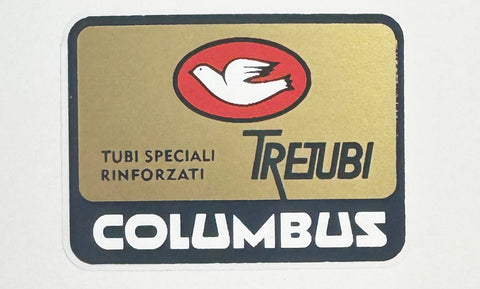 TUBI SPECIALI
RINFORZATI
TRETUBI
COLUMBUS